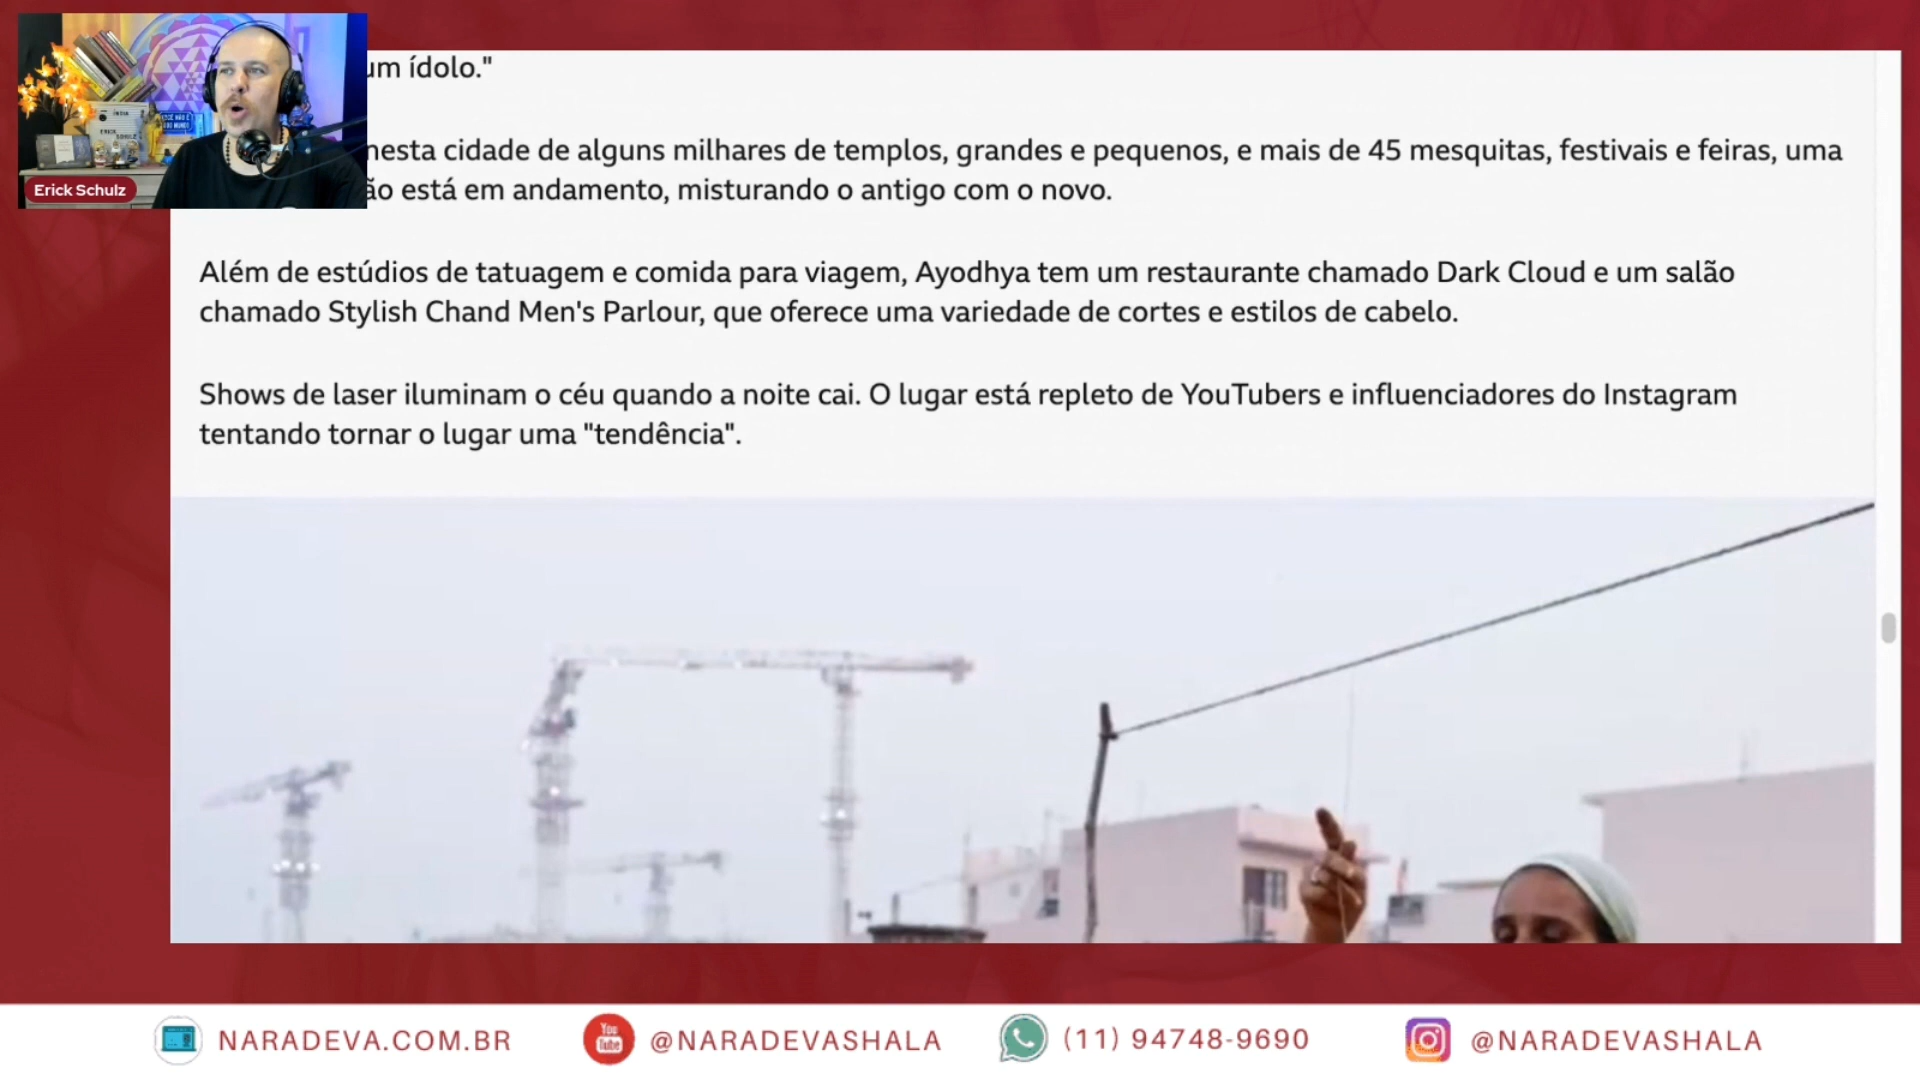 um ídolo."
nesta cidade de alguns milhares de templos, grandes e pequenos, e mais de 45 mesquitas, festivais e feiras, uma
ão está em andamento, misturando o antigo com o novo.
Erick Schulz
Além de estúdios de tatuagem e comida para viagem, Ayodhya tem um restaurante chamado Dark Cloud e um salão
chamado Stylish Chand Men's Parlour, que oferece uma variedade de cortes e estilos de cabelo.
Shows de laser iluminam o céu quando a noite cai. O lugar está repleto de YouTubers e influenciadores do Instagram
tentando tornar o lugar uma "tendência".
NARADEVA.COM.BR
You
Tube
@NARADEVASHALA
(11) 94748-9690
@NARADEVASHALA